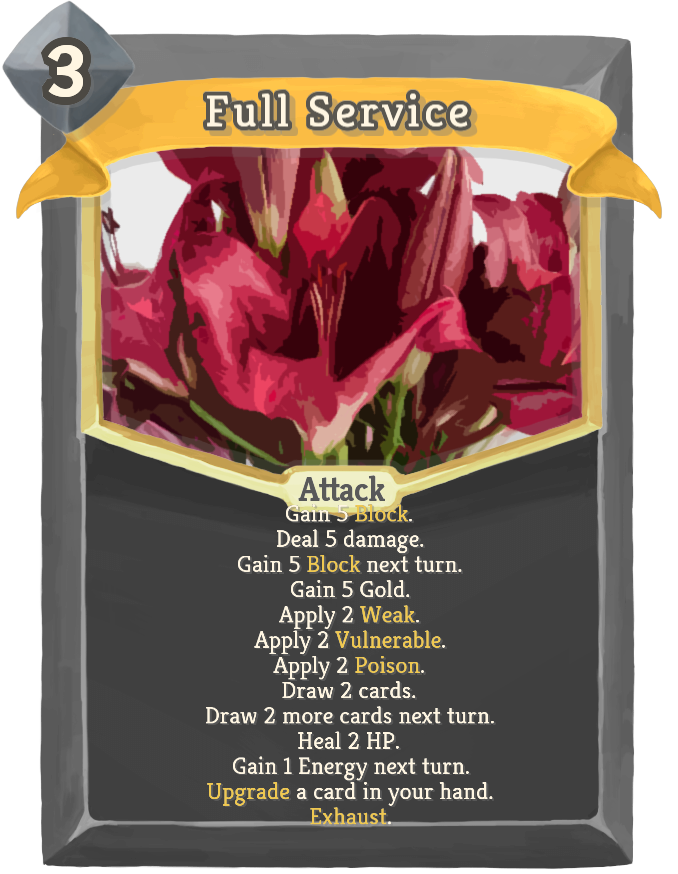 3
Full Service
Attack
Gain 5 Block.
Deal 5 damage.
Gain 5 Block next turn.
Gain 5 Gold.
Apply 2 Weak.
Apply 2 Vulnerable.
Apply 2 Poison.
Draw 2 cards.
Draw 2 more cards next turn.
Heal 2 HP.
Gain 1 Energy next turn.
Upgrade a card in your hand.
Exhaust.